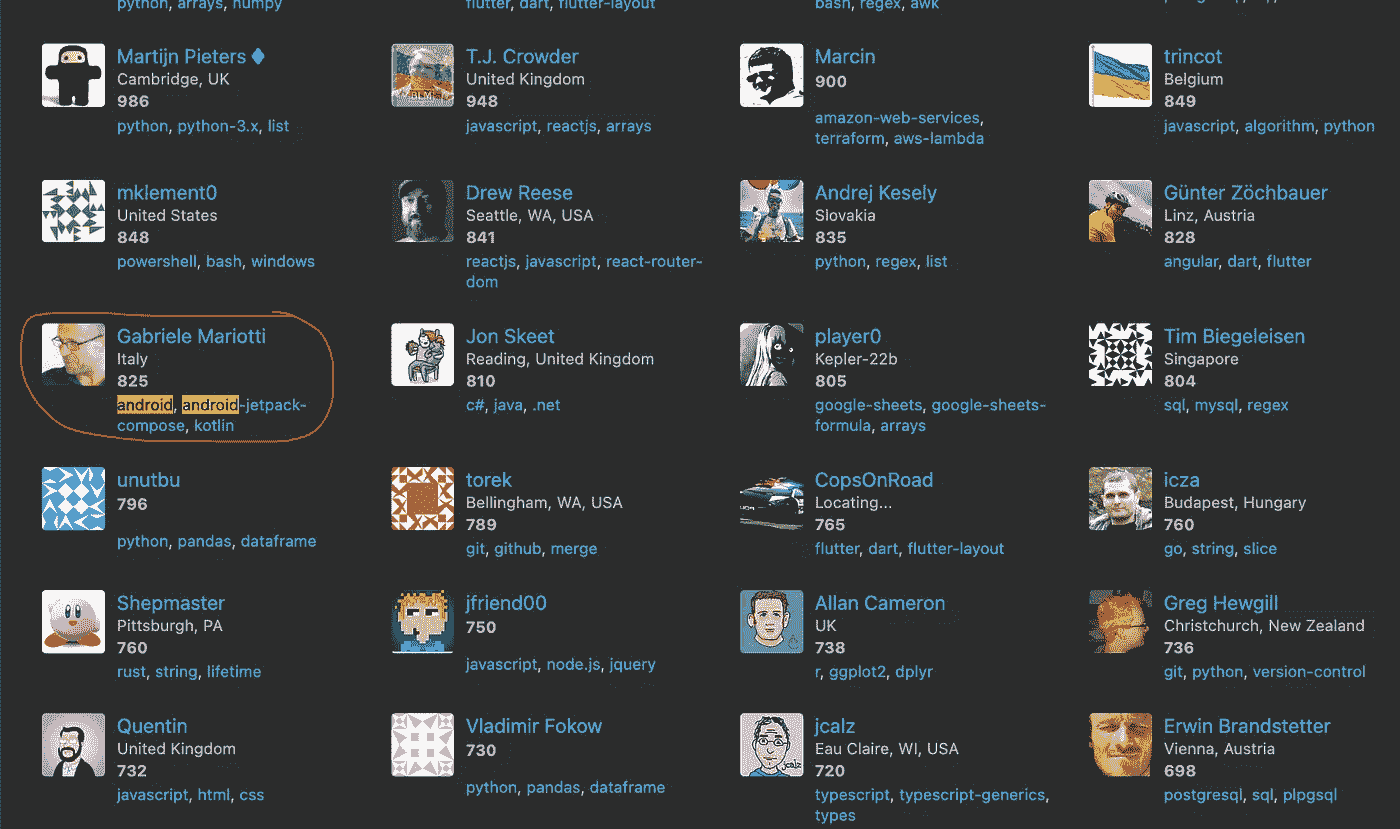 python, arrays, numpy
flutter, dart, flutter-layout
bash, regex, awk
Martijn Pieters
Cambridge, UK
986
python, python-3.x, list
T.J. Crowder
United Kingdom
948
javascript, reactjs, arrays
Marcin
900
amazon-web-services,
terraform, aws-lambda
trincot
Belgium
849
javascript, algorithm, python
mklement0
United States
848
powershell, bash, windows
Drew Reese
Seattle, WA, USA
841
reactjs, javascript, react-router-
dom
Andrej Kesely
Slovakia
835
python, regex, list
Günter Zöchbauer
Linz, Austria
828
angular, dart, flutter
Gabriele Mariotti
Italy
825
android, android-jetpack-
compose, kotlin
Jon Skeet
Reading, United Kingdom
810
c#, java, .net
player0
Kepler-22b
805
google-sheets, google-sheets-
formula, arrays
Tim Biegeleisen
Singapore
804
sql, mysql, regex
unutbu
796
python, pandas, dataframe
torek
Bellingham, WA, USA
789
git, github, merge
CopsOnRoad
Locating...
765
flutter, dart, flutter-layout
icza
Budapest, Hungary
760
go, string, slice
Shepmaster
Pittsburgh, PA
760
rust, string, lifetime
jfriend00
750
javascript, node.js, jquery
Allan Cameron
UK
738
r, ggplot2, dplyr
Greg Hewgill
Christchurch, New Zealand
736
git, python, version-control
Quentin
United Kingdom
732
javascript, html, css
Vladimir Fokow
730
python, pandas, dataframe
jcalz
Eau Claire, WI, USA
720
typescript, typescript-generics,
types
Erwin Brandstetter
Vienna, Austria
698
postgresql, sql, plpgsql